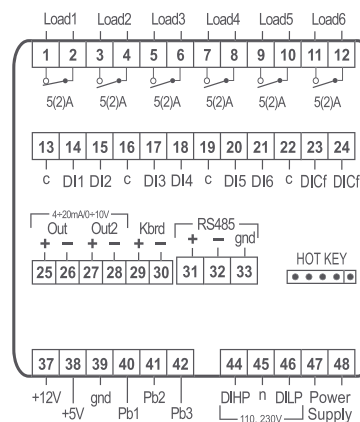 Load1 Load2 Load3 Load4 Load5 Load6
1 2 3 4 5 6 7 8 9 10 11 12
5(2)A 5(2)A 5(2)A 5(2)A 5(2)A 5(2)A
13 14 15 16 17 18 19 20 21 22 23 24
c DI1 DI2 c DI3 DI4 c DI5 DI6 c DICf DICf
4÷20mA/0÷10V
Out Out2 Kbrd RS485
+ − + − + − + − gnd
25 26 27 28 29 30 31 32 33
HOT KEY
37 38 39 40 41 42 44 45 46 47 48
+12V gnd Pb2 DIHP n DILP Power
+5V Pb1 Pb3 110, 230V Supply